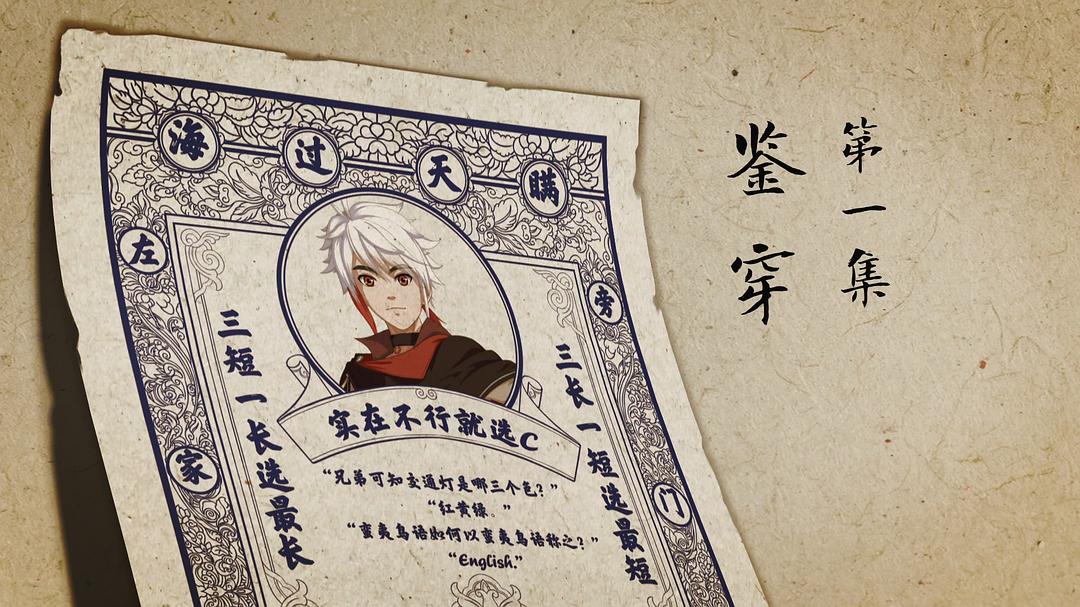 第一集
鉴穿
瞒天过海
旁门
左家
三长一短选最短
三短一长选最长
实在不行就选C
“兄弟可知交通灯是哪三个色？”
“红黄绿。”
“蛮夷鸟语如何以蛮夷鸟语称之？”
“English.”